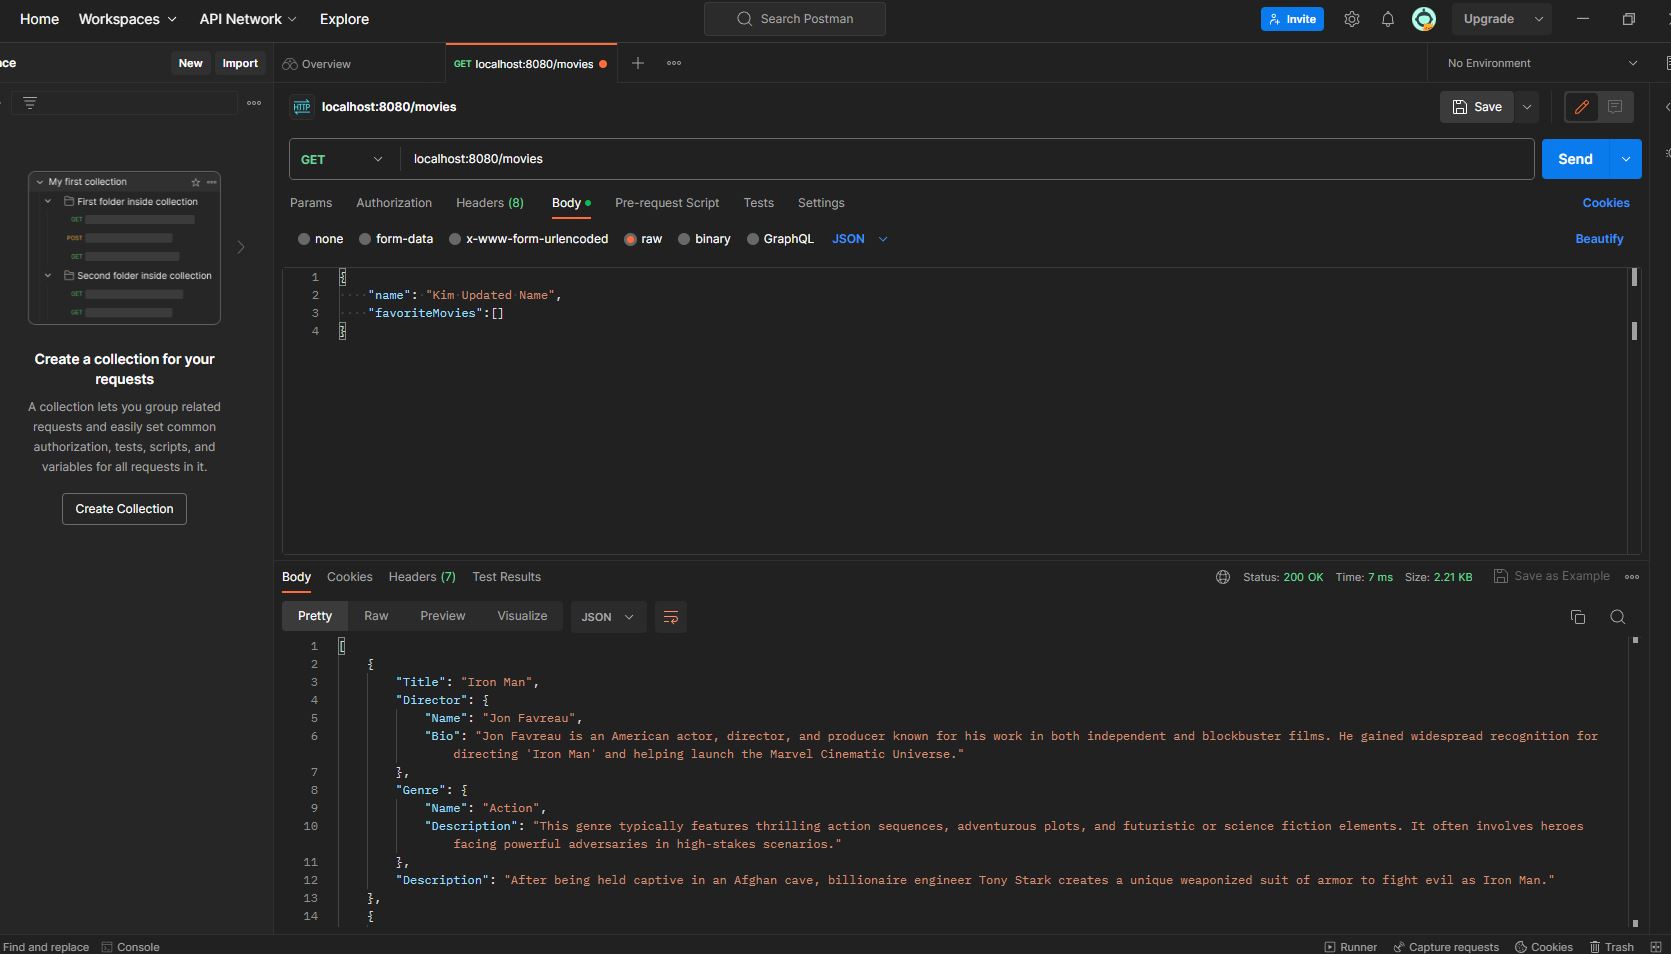 Home Workspaces API Network Explore Search Postman Invite Upgrade
ce New Import Overview GET localhost:8080/movies No Environment
HTTP localhost:8080/movies Save
GET localhost:8080/movies Send
Params Authorization Headers (8) Body Pre-request Script Tests Settings Cookies
none form-data x-www-form-urlencoded raw binary GraphQL JSON Beautify
My first collection
First folder inside collection
GET
POST
GET
Second folder inside collection
GET
GET
Create a collection for your
requests
A collection lets you group related
requests and easily set common
authorization, tests, scripts, and
variables for all requests in it.
Create Collection
1 {
2 "name": "Kim Updated Name",
3 "favoriteMovies":[]
4 }
Body Cookies Headers (7) Test Results Status: 200 OK Time: 7 ms Size: 2.21 KB Save as Example
Pretty Raw Preview Visualize JSON
1 [
2 {
3 "Title": "Iron Man",
4 "Director": {
5 "Name": "Jon Favreau",
6 "Bio": "Jon Favreau is an American actor, director, and producer known for his work in both independent and blockbuster films. He gained widespread recognition for
directing 'Iron Man' and helping launch the Marvel Cinematic Universe."
7 },
8 "Genre": {
9 "Name": "Action",
10 "Description": "This genre typically features thrilling action sequences, adventurous plots, and futuristic or science fiction elements. It often involves heroes
facing powerful adversaries in high-stakes scenarios."
11 },
12 "Description": "After being held captive in an Afghan cave, billionaire engineer Tony Stark creates a unique weaponized suit of armor to fight evil as Iron Man."
13 },
14 {
Find and replace Console Runner Capture requests Cookies Trash